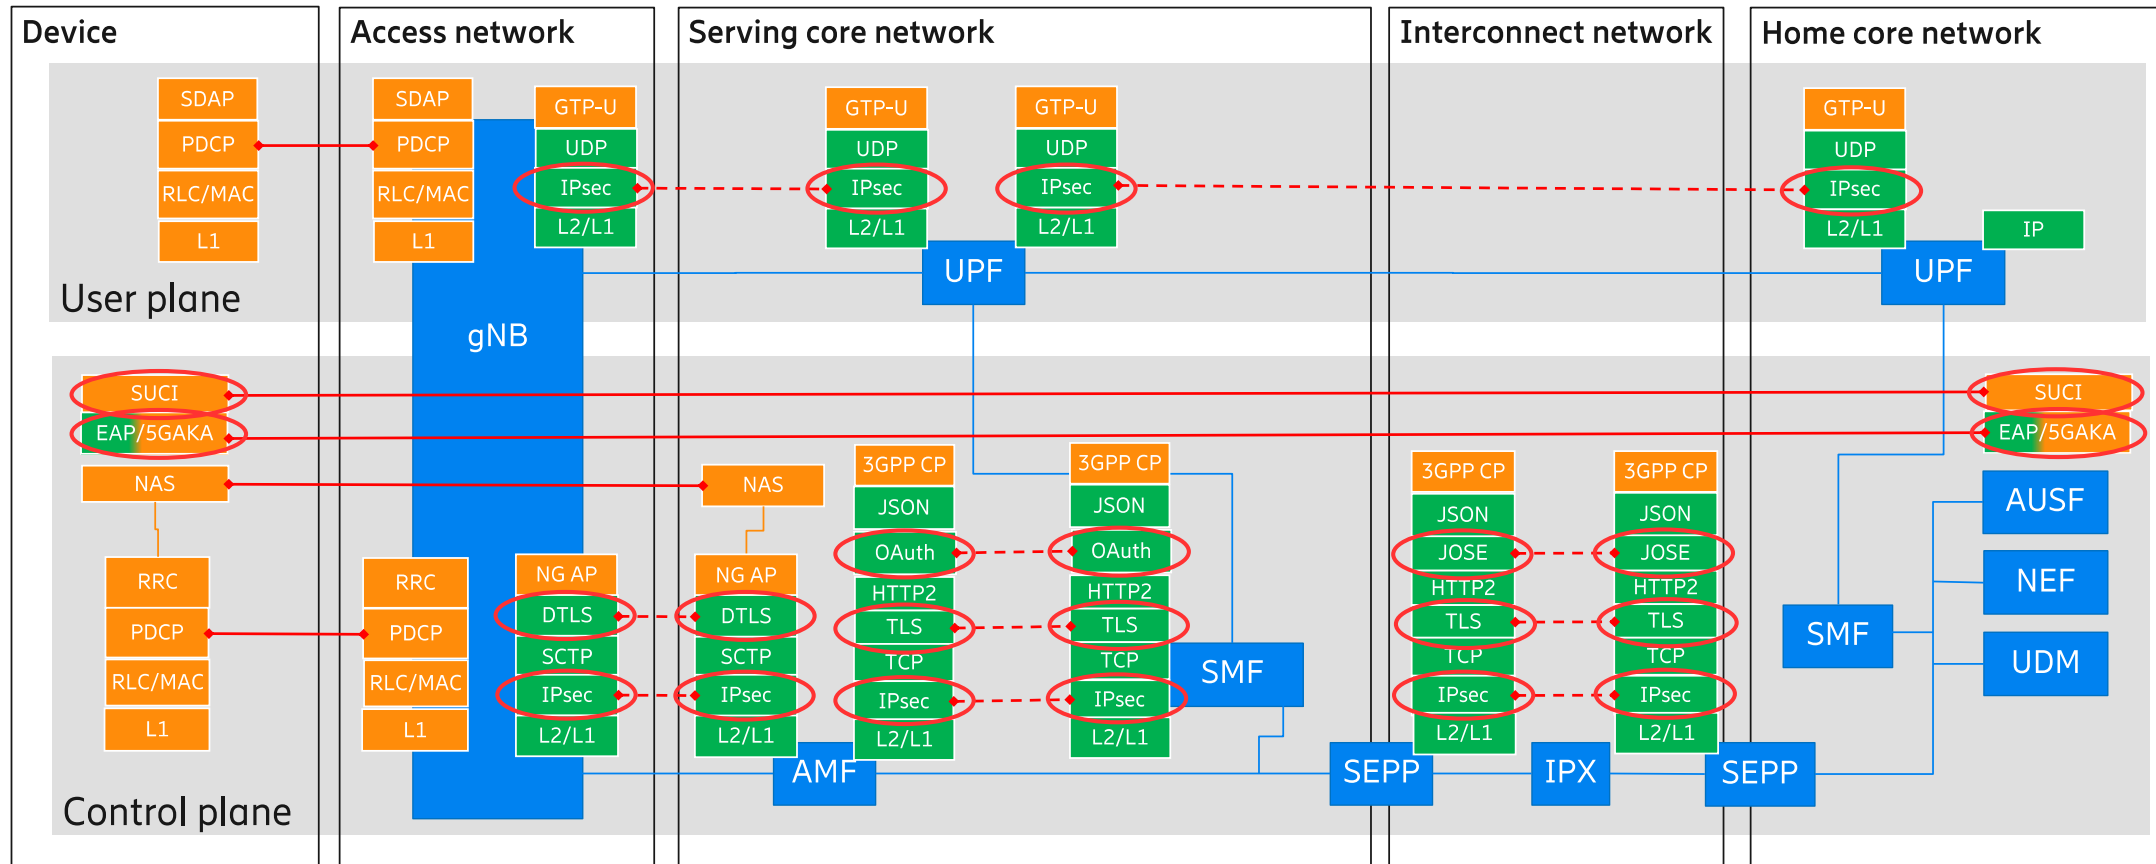 Device
Access network
Serving core network
Interconnect network
Home core network
SDAP
PDCP
RLC/MAC
L1
SDAP
PDCP
RLC/MAC
L1
GTP-U
UDP
IPsec
L2/L1
GTP-U
UDP
IPsec
L2/L1
GTP-U
UDP
IPsec
L2/L1
GTP-U
UDP
IPsec
L2/L1
IP
UPF
UPF
User plane
gNB
SUCI
EAP/5GAKA
NAS
RRC
PDCP
RLC/MAC
L1
RRC
PDCP
RLC/MAC
L1
NG AP
DTLS
SCTP
IPsec
L2/L1
NAS
NG AP
DTLS
SCTP
IPsec
L2/L1
3GPP CP
JSON
OAuth
HTTP2
TLS
TCP
IPsec
L2/L1
3GPP CP
JSON
OAuth
HTTP2
TLS
TCP
IPsec
L2/L1
SMF
AMF
3GPP CP
JSON
JOSE
HTTP2
TLS
TCP
IPsec
L2/L1
3GPP CP
JSON
JOSE
HTTP2
TLS
TCP
IPsec
L2/L1
SEPP
IPX
SEPP
SUCI
EAP/5GAKA
AUSF
NEF
SMF
UDM
Control plane